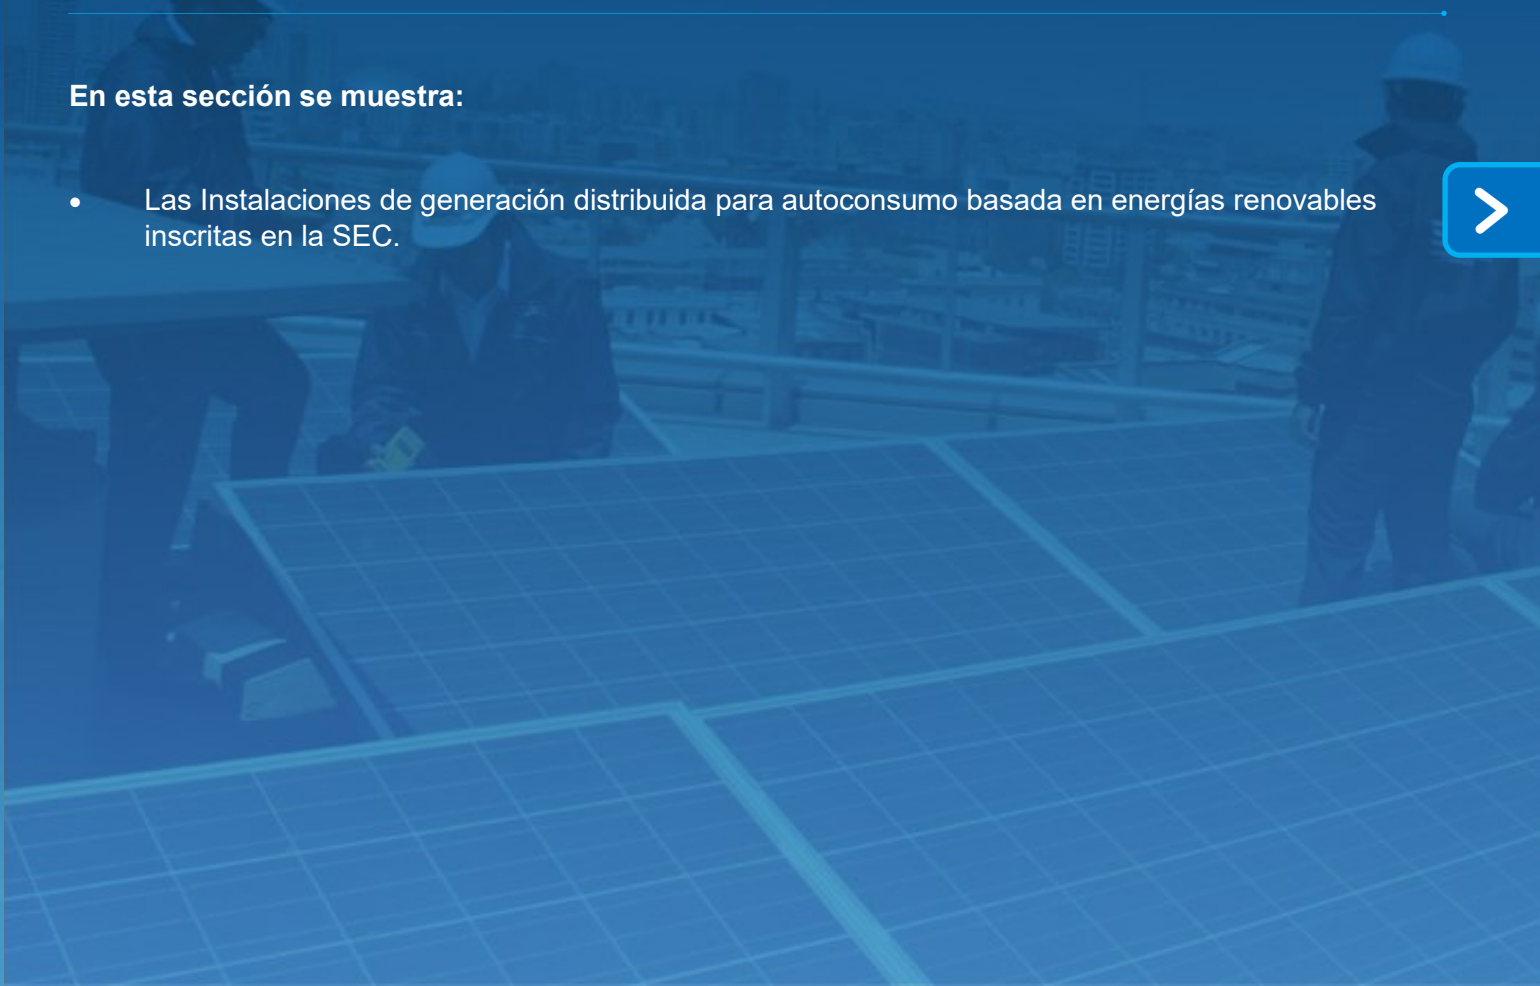 En esta sección se muestra:
• Las Instalaciones de generación distribuida para autoconsumo basada en energías renovables
inscritas en la SEC.